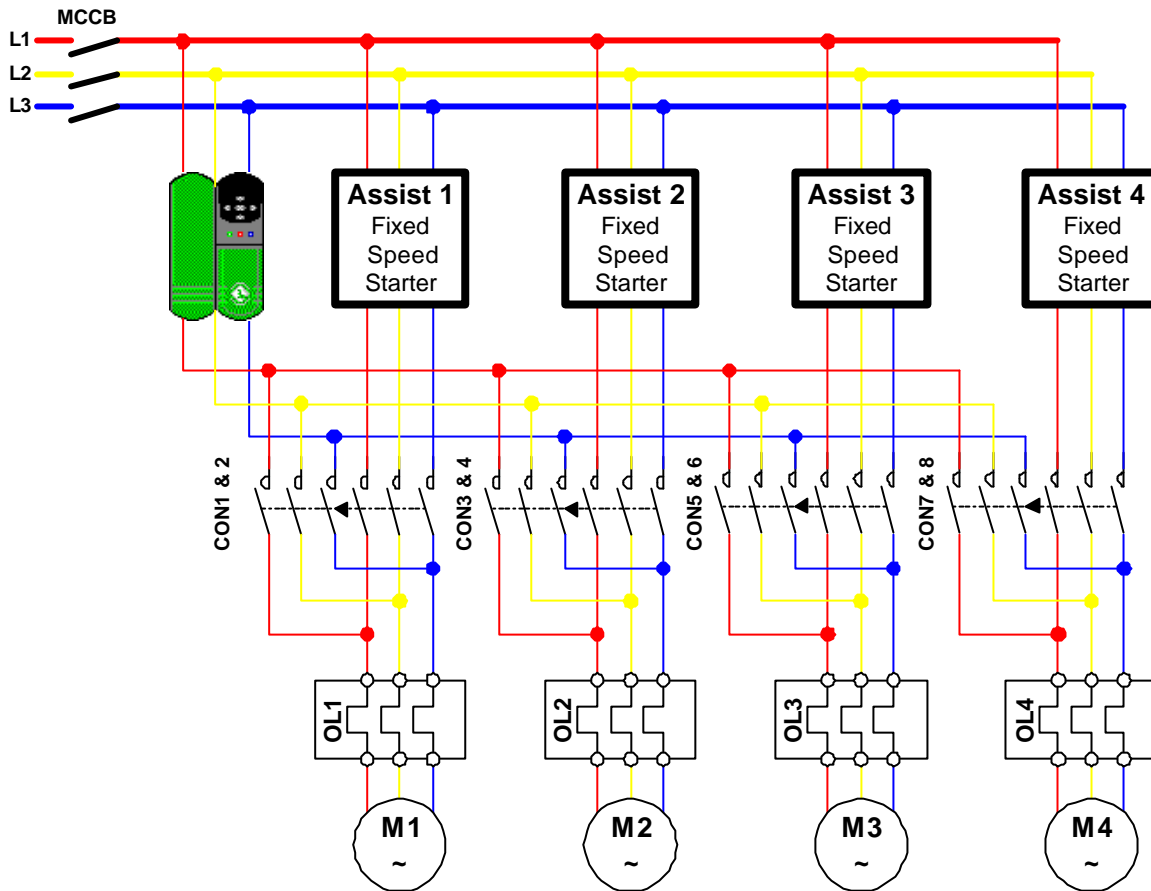 MCCB
L1
L2
L3
Assist 1
Fixed
Speed
Starter
Assist 2
Fixed
Speed
Starter
Assist 3
Fixed
Speed
Starter
Assist 4
Fixed
Speed
Starter
CON1 & 2
CON3 & 4
CON5 & 6
CON7 & 8
OL1
OL2
OL3
OL4
M1
~
M2
~
M3
~
M4
~